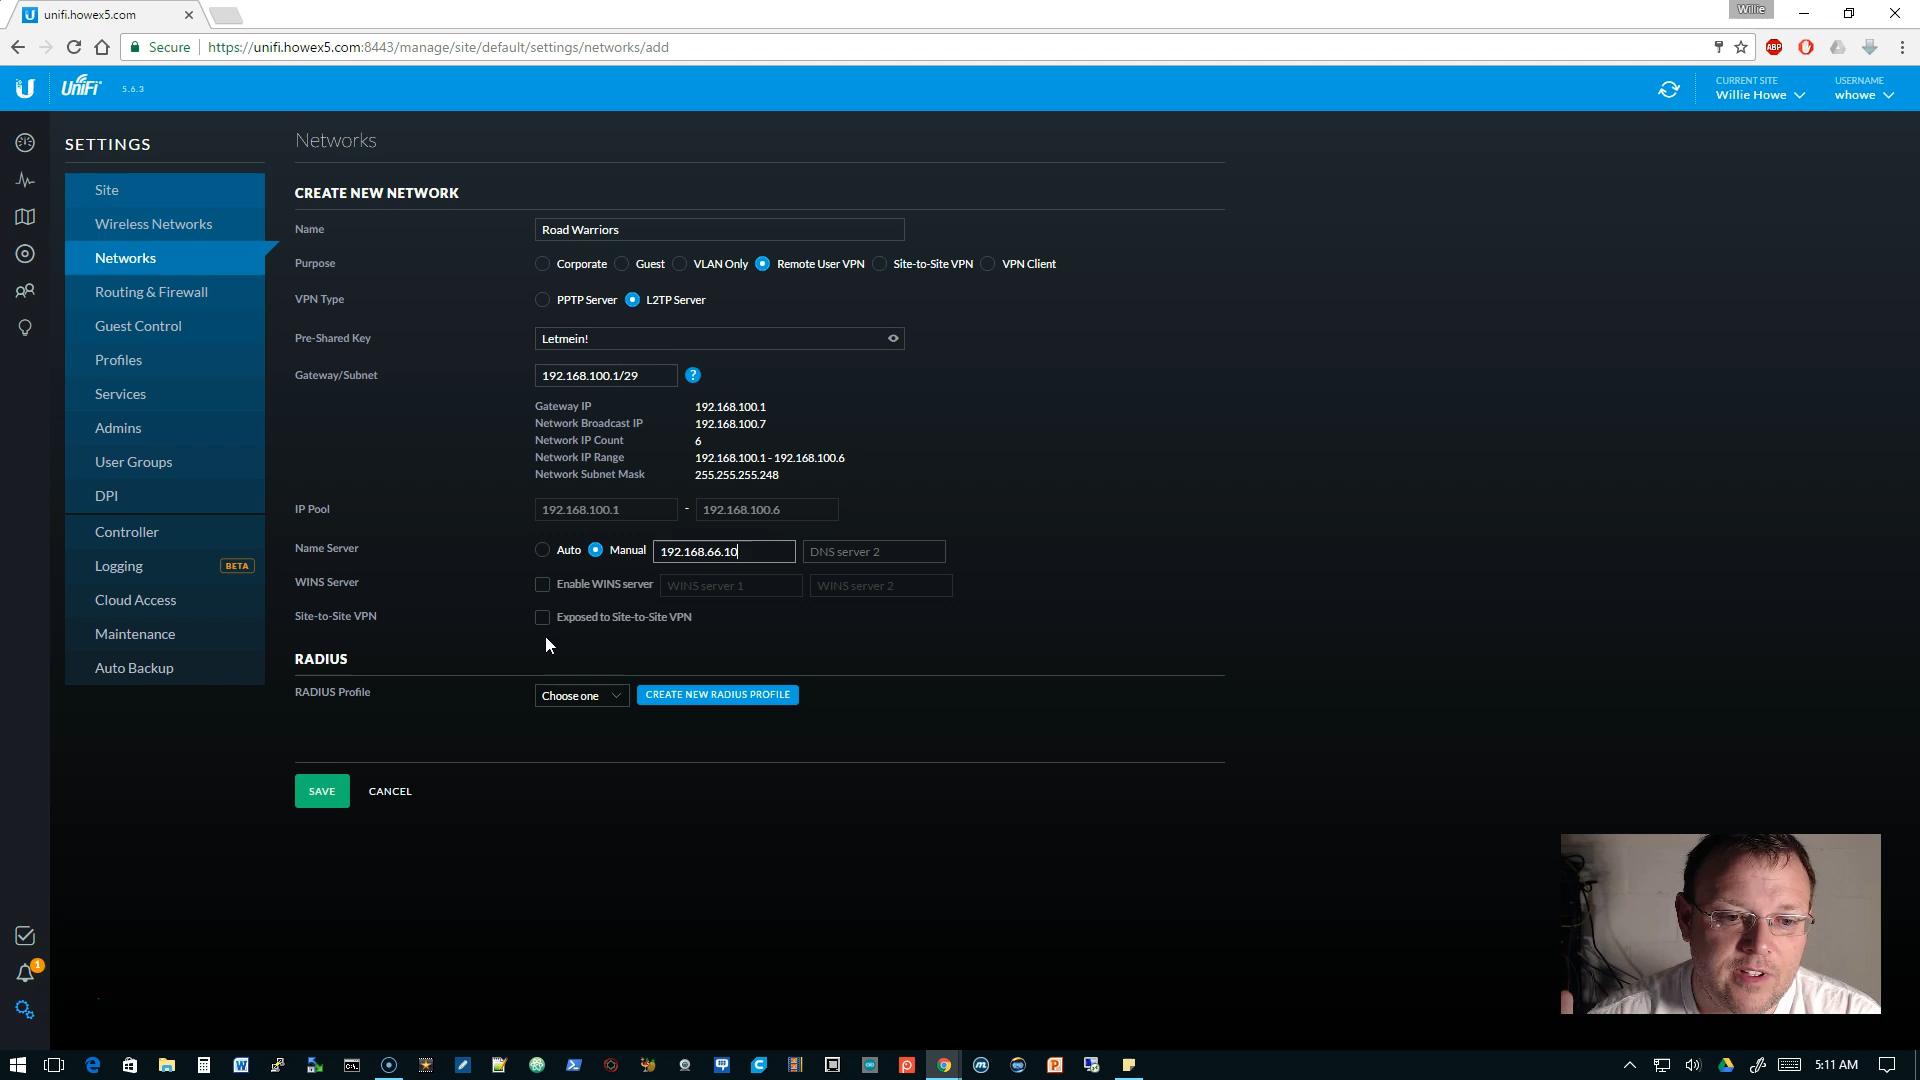 unifi.howex5.com
Willie
Secure https://unifi.howex5.com:8443/manage/site/default/settings/networks/add
ABP
UniFi 5.6.3
CURRENT SITE
Willie Howe
USERNAME
whowe
SETTINGS
Site
Wireless Networks
Networks
Routing & Firewall
Guest Control
Profiles
Services
Admins
User Groups
DPI
Controller
Logging BETA
Cloud Access
Maintenance
Auto Backup
1
Networks
CREATE NEW NETWORK
Name Road Warriors
Purpose Corporate Guest VLAN Only Remote User VPN Site-to-Site VPN VPN Client
VPN Type PPTP Server L2TP Server
Pre-Shared Key Letmein!
Gateway/Subnet 192.168.100.1/29 ?
Gateway IP 192.168.100.1
Network Broadcast IP 192.168.100.7
Network IP Count 6
Network IP Range 192.168.100.1 - 192.168.100.6
Network Subnet Mask 255.255.255.248
IP Pool 192.168.100.1 - 192.168.100.6
Name Server Auto Manual 192.168.66.10 DNS server 2
WINS Server Enable WINS server WINS server 1 WINS server 2
Site-to-Site VPN Exposed to Site-to-Site VPN
RADIUS
RADIUS Profile Choose one CREATE NEW RADIUS PROFILE
SAVE CANCEL
5:11 AM